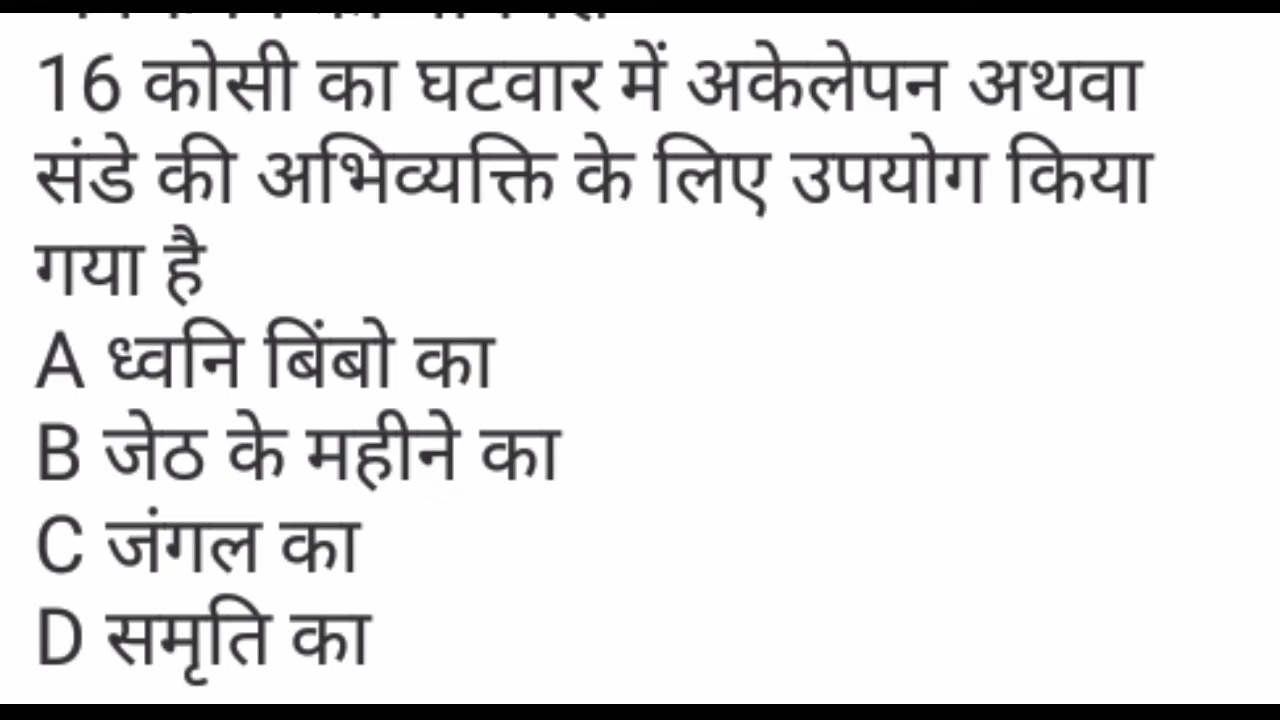 16 कोसी का घटवार में अकेलेपन अथवा
संडे की अभिव्यक्ति के लिए उपयोग किया
गया है
A ध्वनि बिंबो का
B जेठ के महीने का
C जंगल का
D समृति का